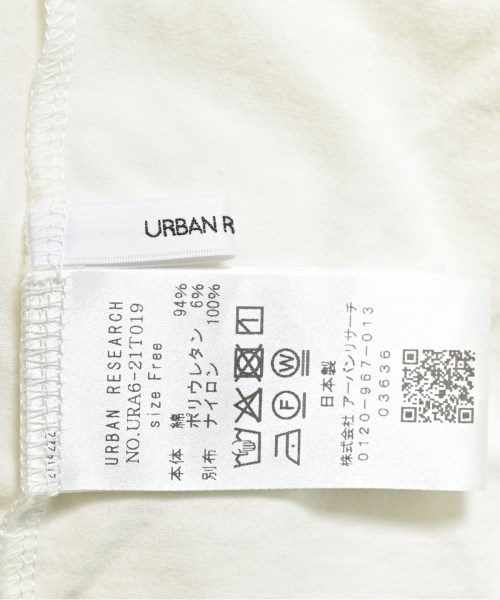 URBAN R
URBAN RESEARCH
NO.URA6-21T019
size Free
本体 綿 94%
ポリウレタン 6%
別布 ナイロン 100%
F W
日本製
株式会社 アーバンリサーチ
0120-967-013
03636